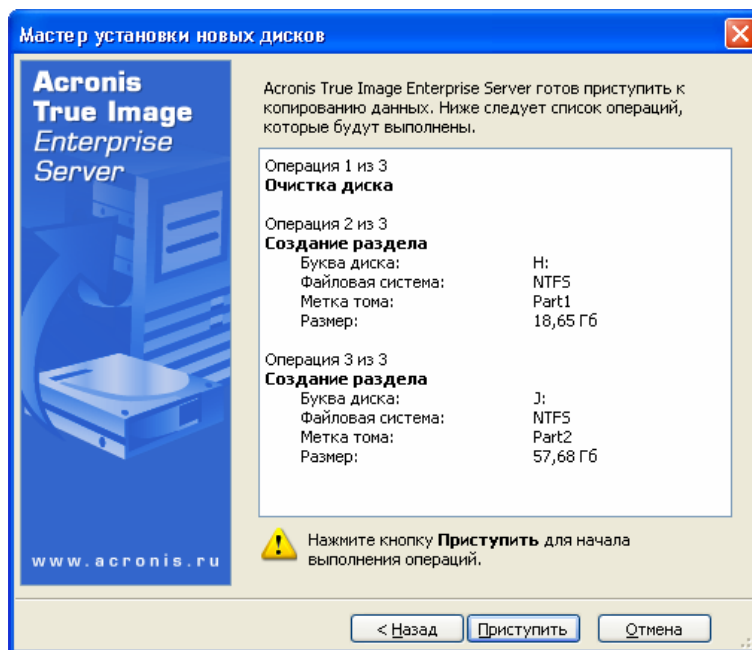 Мастер установки новых дисков
Acronis
True Image
Enterprise
Server
Acronis True Image Enterprise Server готов приступить к
копированию данных. Ниже следует список операций,
которые будут выполнены.
Операция 1 из 3
Очистка диска
Операция 2 из 3
Создание раздела
Буква диска: H:
Файловая система: NTFS
Метка тома: Part1
Размер: 18,65 Гб
Операция 3 из 3
Создание раздела
Буква диска: J:
Файловая система: NTFS
Метка тома: Part2
Размер: 57,68 Гб
Нажмите кнопку Приступить для начала
выполнения операций.
www.acronis.ru
< Назад Приступить Отмена